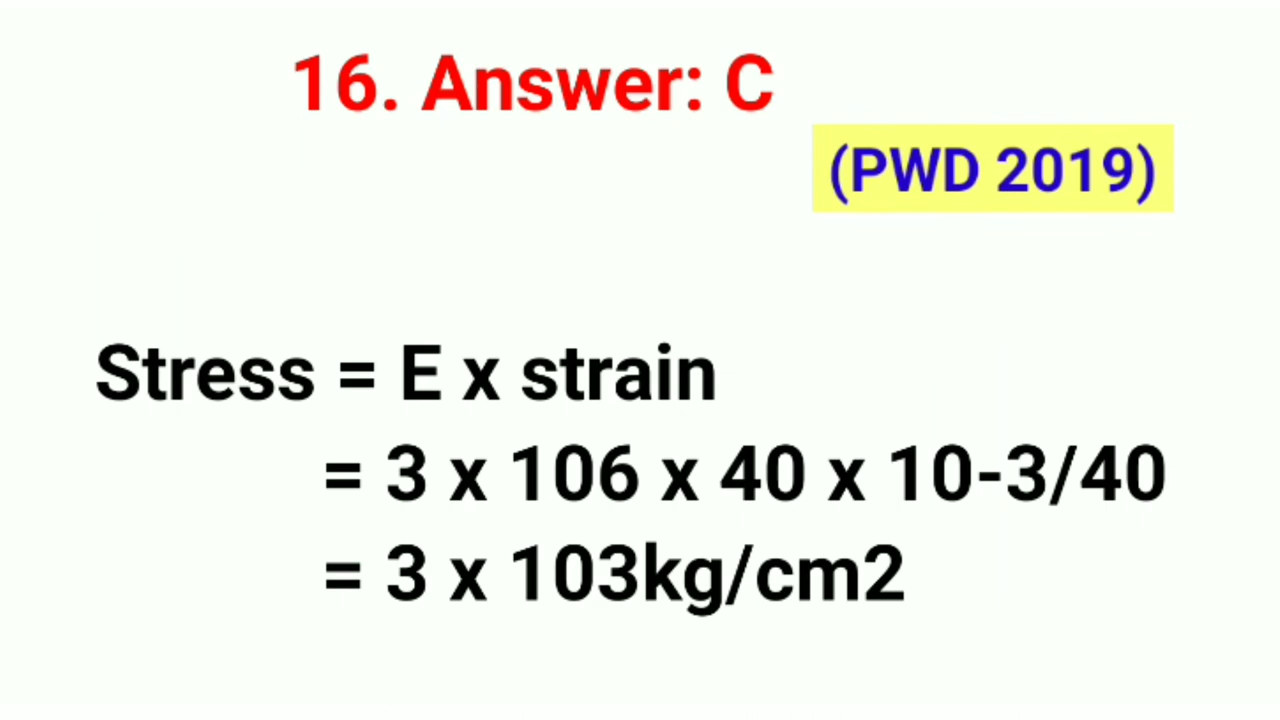 16. Answer: C
(PWD 2019)
Stress = E x strain
= 3 x 106 x 40 x 10-3/40
= 3 x 103kg/cm2